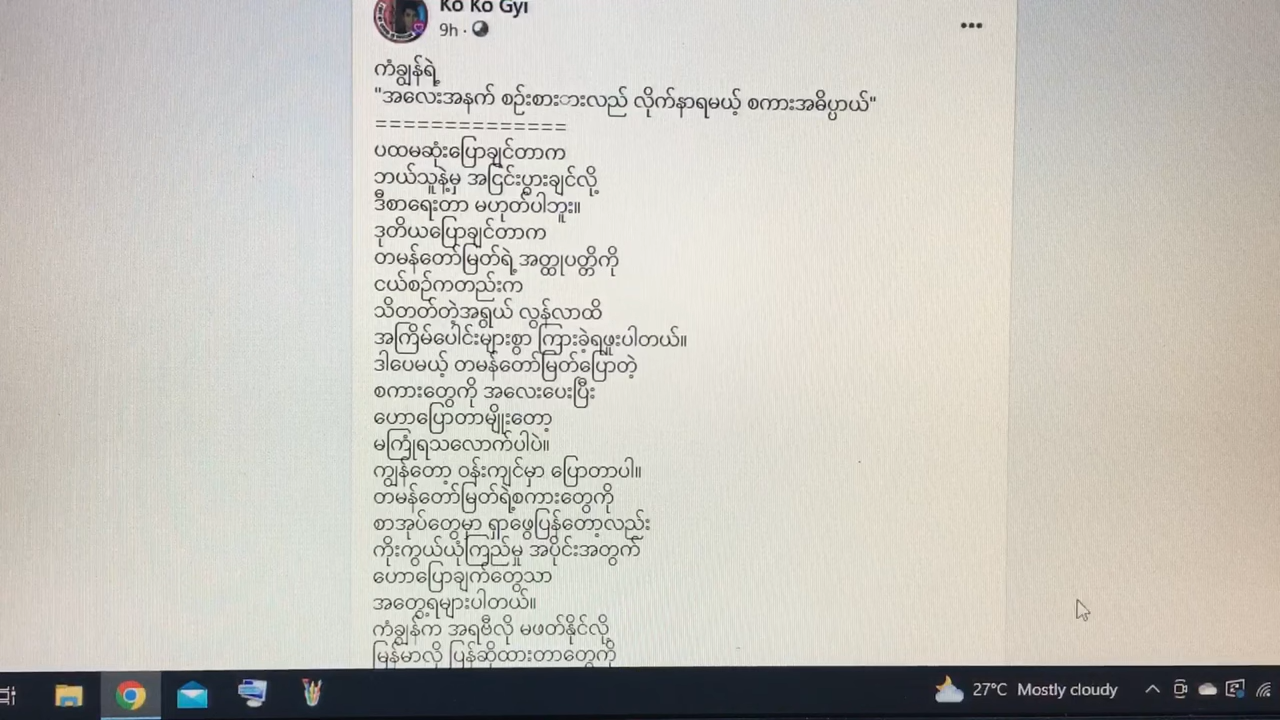 Ko Ko Gyi
9h ·
ကံချွန်ရဲ့
"အလေးအနက် စဉ်းစားဘားလည် လိုက်နာရမယ့် စကားအဓိပ္ပာယ်"
==============
ပထမဆုံးပြောချင်တာက
ဘယ်သူနဲ့မှ အငြင်းပွားချင်လို့
ဒီစာရေးတာ မဟုတ်ပါဘူး။
ဒုတိယပြောချင်တာက
တမန်တော်မြတ်ရဲ့ အတ္ထုပတ္တိကို
ငယ်စဉ်ကတည်းက
သိတတ်တဲ့အရွယ် လွန်လာထိ
အကြိမ်ပေါင်းများစွာ ကြားခဲ့ရဖူးပါတယ်။
ဒါပေမယ့် တမန်တော်မြတ်ပြောတဲ့
စကားတွေကို အလေးပေးပြီး
ဟောပြောတာမျိုးတော့
မကြုံရသလောက်ပါပဲ။
ကျွန်တော့ ဝန်းကျင်မှာ ပြောတာပါ။
တမန်တော်မြတ်ရဲ့စကားတွေကို
စာအုပ်တွေမှာ ရှာဖွေပြန်တော့လည်း
ကိုးကွယ်ယုံကြည်မှု အပိုင်းအတွက်
ဟောပြောချက်တွေသာ
အတွေ့ရများပါတယ်။
ကံချွန်က အရဗီလို မဖတ်နိုင်လို့
မြန်မာလို ပြန်ဆိုထားတာတွေကို
27°C Mostly cloudy